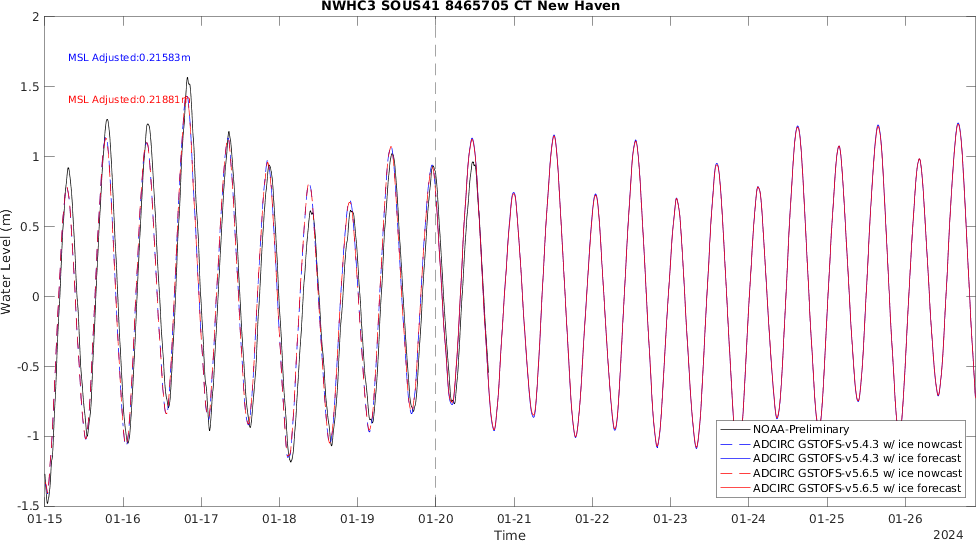 NWHC3 SOUS41 8465705 CT New Haven
2
MSL Adjusted:0.21583m
1.5
MSL Adjusted:0.21881m
1
0.5
Water Level (m)
0
-0.5
-1
-1.5
NOAA-Preliminary
ADCIRC GSTOFS-v5.4.3 w/ ice nowcast
ADCIRC GSTOFS-v5.4.3 w/ ice forecast
ADCIRC GSTOFS-v5.6.5 w/ ice nowcast
ADCIRC GSTOFS-v5.6.5 w/ ice forecast
01-15 01-16 01-17 01-18 01-19 01-20 01-21 01-22 01-23 01-24 01-25 01-26
Time
2024